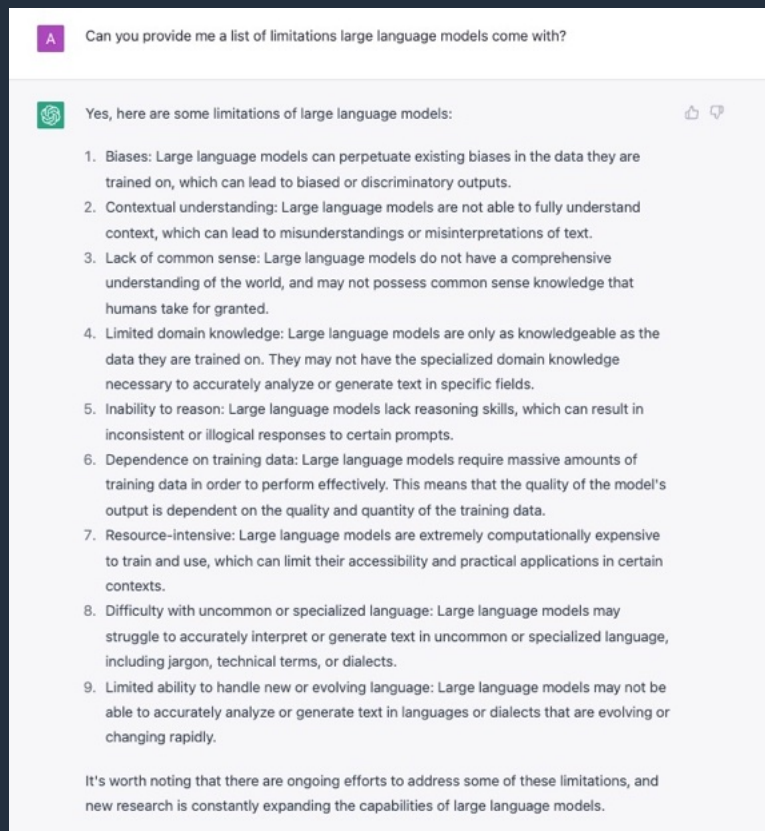 A
Can you provide me a list of limitations large language models come with?
Yes, here are some limitations of large language models:
1. Biases: Large language models can perpetuate existing biases in the data they are
trained on, which can lead to biased or discriminatory outputs.
2. Contextual understanding: Large language models are not able to fully understand
context, which can lead to misunderstandings or misinterpretations of text.
3. Lack of common sense: Large language models do not have a comprehensive
understanding of the world, and may not possess common sense knowledge that
humans take for granted.
4. Limited domain knowledge: Large language models are only as knowledgeable as the
data they are trained on. They may not have the specialized domain knowledge
necessary to accurately analyze or generate text in specific fields.
5. Inability to reason: Large language models lack reasoning skills, which can result in
inconsistent or illogical responses to certain prompts.
6. Dependence on training data: Large language models require massive amounts of
training data in order to perform effectively. This means that the quality of the model's
output is dependent on the quality and quantity of the training data.
7. Resource-intensive: Large language models are extremely computationally expensive
to train and use, which can limit their accessibility and practical applications in certain
contexts.
8. Difficulty with uncommon or specialized language: Large language models may
struggle to accurately interpret or generate text in uncommon or specialized language,
including jargon, technical terms, or dialects.
9. Limited ability to handle new or evolving language: Large language models may not be
able to accurately analyze or generate text in languages or dialects that are evolving or
changing rapidly.
It's worth noting that there are ongoing efforts to address some of these limitations, and
new research is constantly expanding the capabilities of large language models.